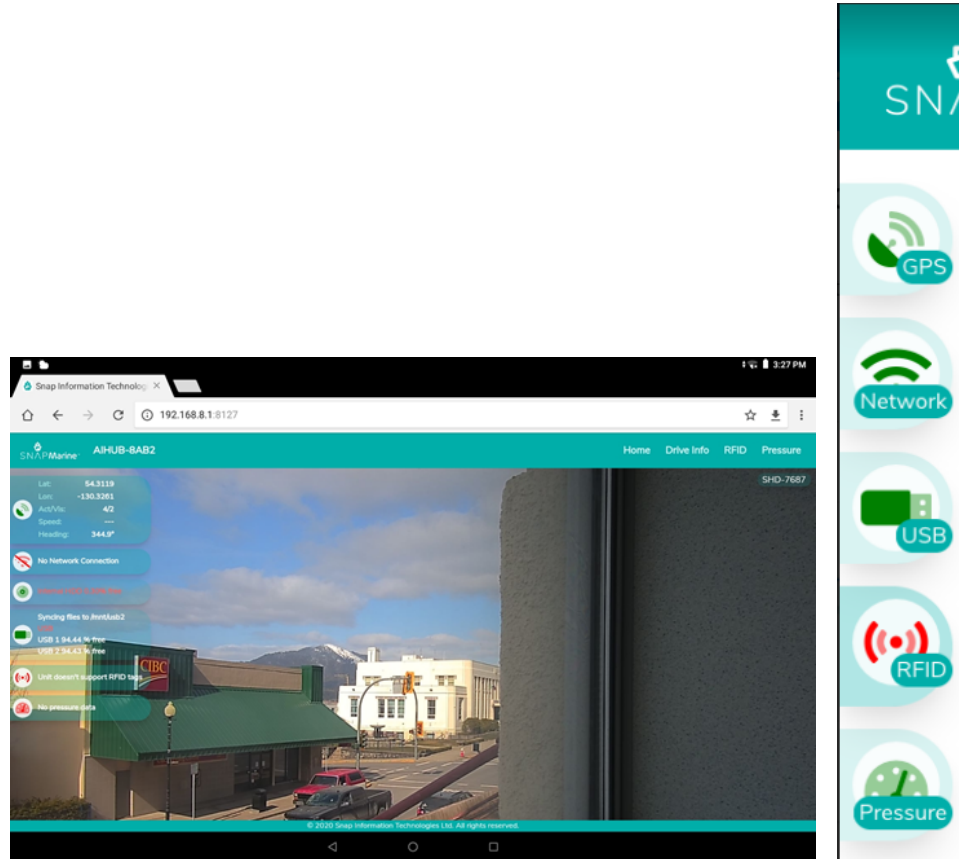 3:27 PM
Snap Information Technolog
192.168.8.1:8127
SNAPMarine
AIHUB-8AB2
Home Drive Info RFID Pressure
SHD-7687
Lat: 54.3119
Lon: -130.3261
Act/Vis: 4/2
Speed: ---
Heading: 344.9°
No Network Connection
Syncing files to /mnt/usb2
USB 1 94.44 % free
USB 2 94.43 % free
Unit doesn't support RFID tags
No pressure data
CIBC
© 2020 Snap Information Technologies Ltd. All rights reserved.
SNA
GPS
Network
USB
RFID
Pressure